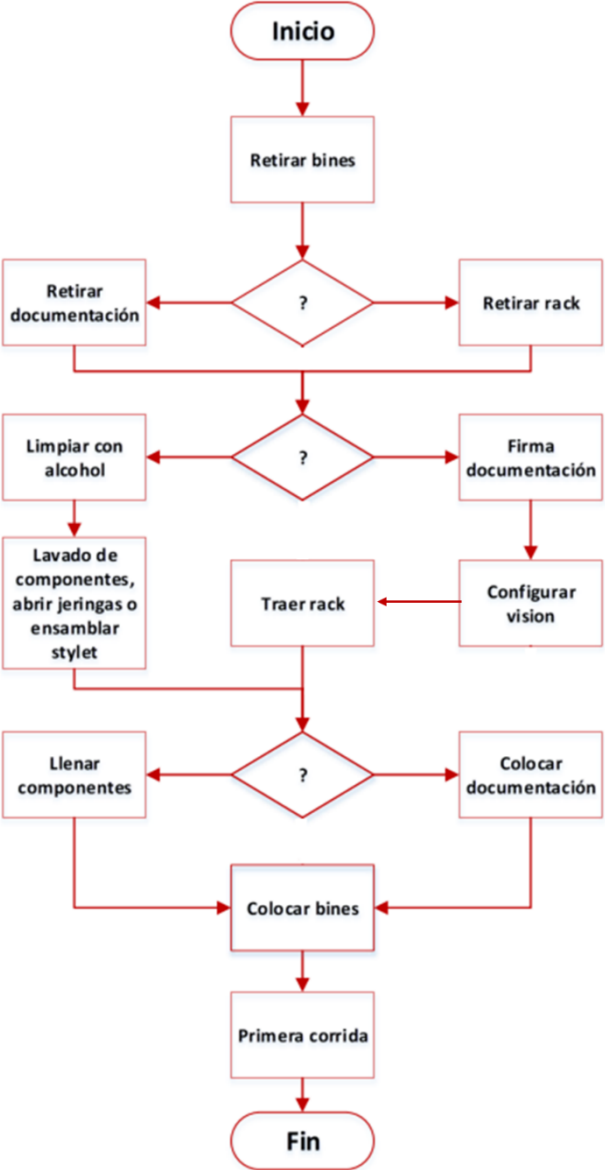 Inicio
Retirar bines
Retirar
documentación
?
Retirar rack
Limpiar con
alcohol
?
Firma
documentación
Lavado de
componentes,
abrir jeringas o
ensamblar
stylet
Traer rack
Configurar
vision
Llenar
componentes
?
Colocar
documentación
Colocar bines
Primera corrida
Fin